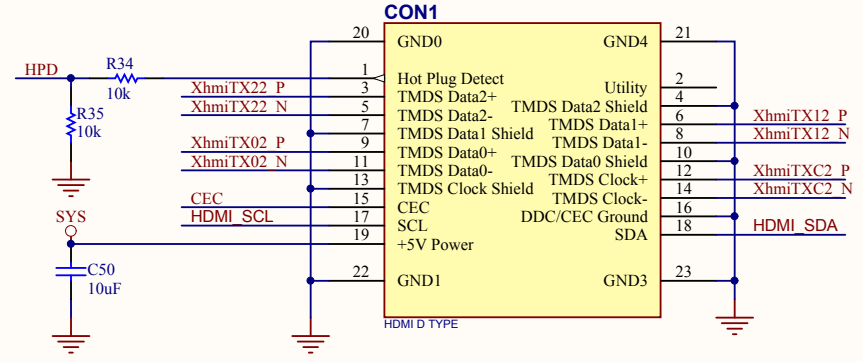 CON1
20 GND0 GND4 21
HPD R34 10k 1 Hot Plug Detect Utility 2
XhmiTX22_P 3 TMDS Data2+ TMDS Data2 Shield 4
R35 10k
XhmiTX22_N 5 TMDS Data2- TMDS Data1+ 6 XhmiTX12_P
7 TMDS Data1 Shield TMDS Data1- 8 XhmiTX12_N
XhmiTX02_P 9 TMDS Data0+ TMDS Data0 Shield 10
XhmiTX02_N 11 TMDS Data0- TMDS Clock+ 12 XhmiTXC2_P
13 TMDS Clock Shield TMDS Clock- 14 XhmiTXC2_N
CEC 15 CEC DDC/CEC Ground 16
HDMI_SCL 17 SCL SDA 18 HDMI_SDA
SYS 19 +5V Power
C50
10uF
22 GND1 GND3 23
HDMI D TYPE